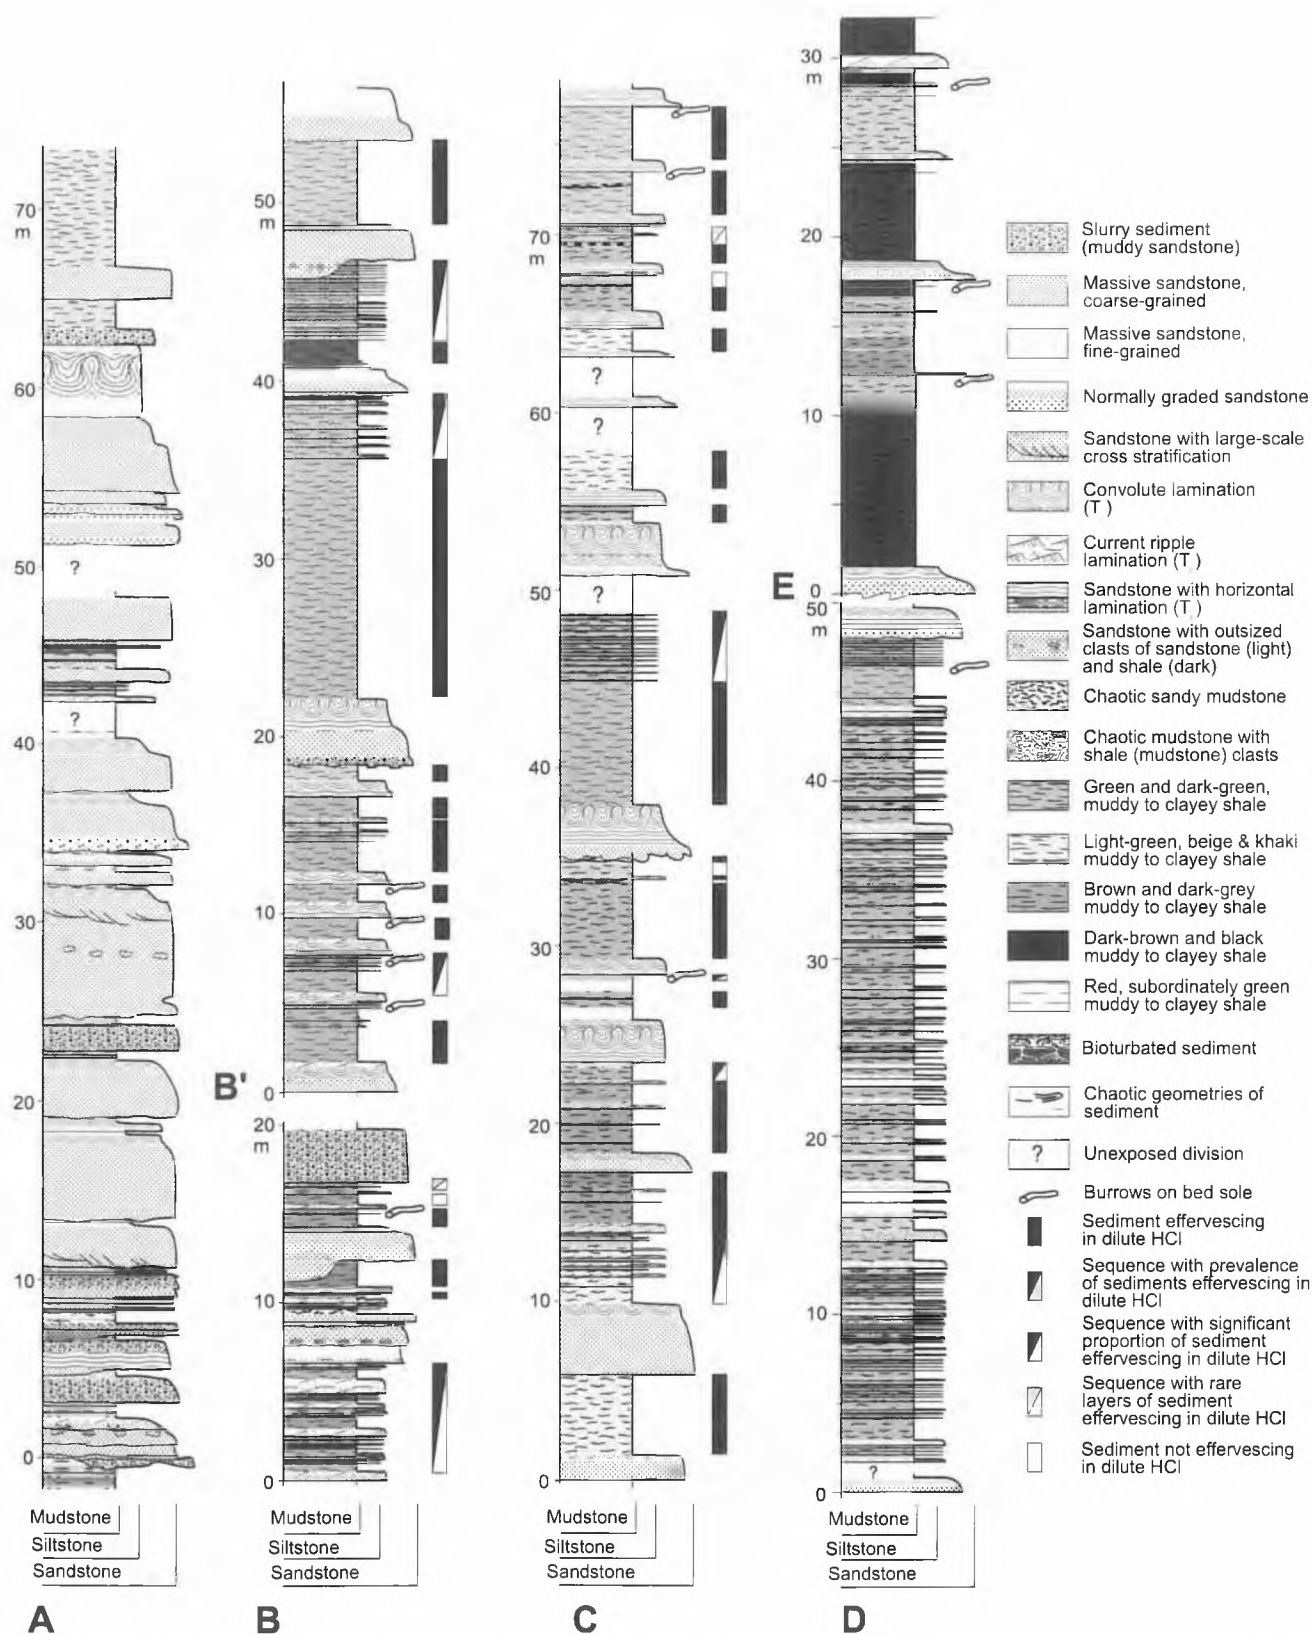 70
m
60
50
?
?
40
30
20
10
0
Mudstone
Siltstone
Sandstone
A
50
m
40
30
20
10
B'
0
20
m
10
0
Mudstone
Siltstone
Sandstone
B
70
m
?
60
?
50
?
40
30
20
10
0
Mudstone
Siltstone
Sandstone
C
30
m
20
10
E
0
50
m
40
30
20
10
?
0
Mudstone
Siltstone
Sandstone
D
Slurry sediment
(muddy sandstone)
Massive sandstone,
coarse-grained
Massive sandstone,
fine-grained
Normally graded sandstone
Sandstone with large-scale
cross stratification
Convolute lamination
(T )
Current ripple
lamination (T )
Sandstone with horizontal
lamination (T )
Sandstone with outsized
clasts of sandstone (light)
and shale (dark)
Chaotic sandy mudstone
Chaotic mudstone with
shale (mudstone) clasts
Green and dark-green,
muddy to clayey shale
Light-green, beige & khaki
muddy to clayey shale
Brown and dark-grey
muddy to clayey shale
Dark-brown and black
muddy to clayey shale
Red, subordinately green
muddy to clayey shale
Bioturbated sediment
Chaotic geometries of
sediment
?
Unexposed division
Burrows on bed sole
Sediment effervescing
in dilute HCl
Sequence with prevalence
of sediments effervescing in
dilute HCl
Sequence with significant
proportion of sediment
effervescing in dilute HCl
Sequence with rare
layers of sediment
effervescing in dilute HCl
Sediment not effervescing
in dilute HCl